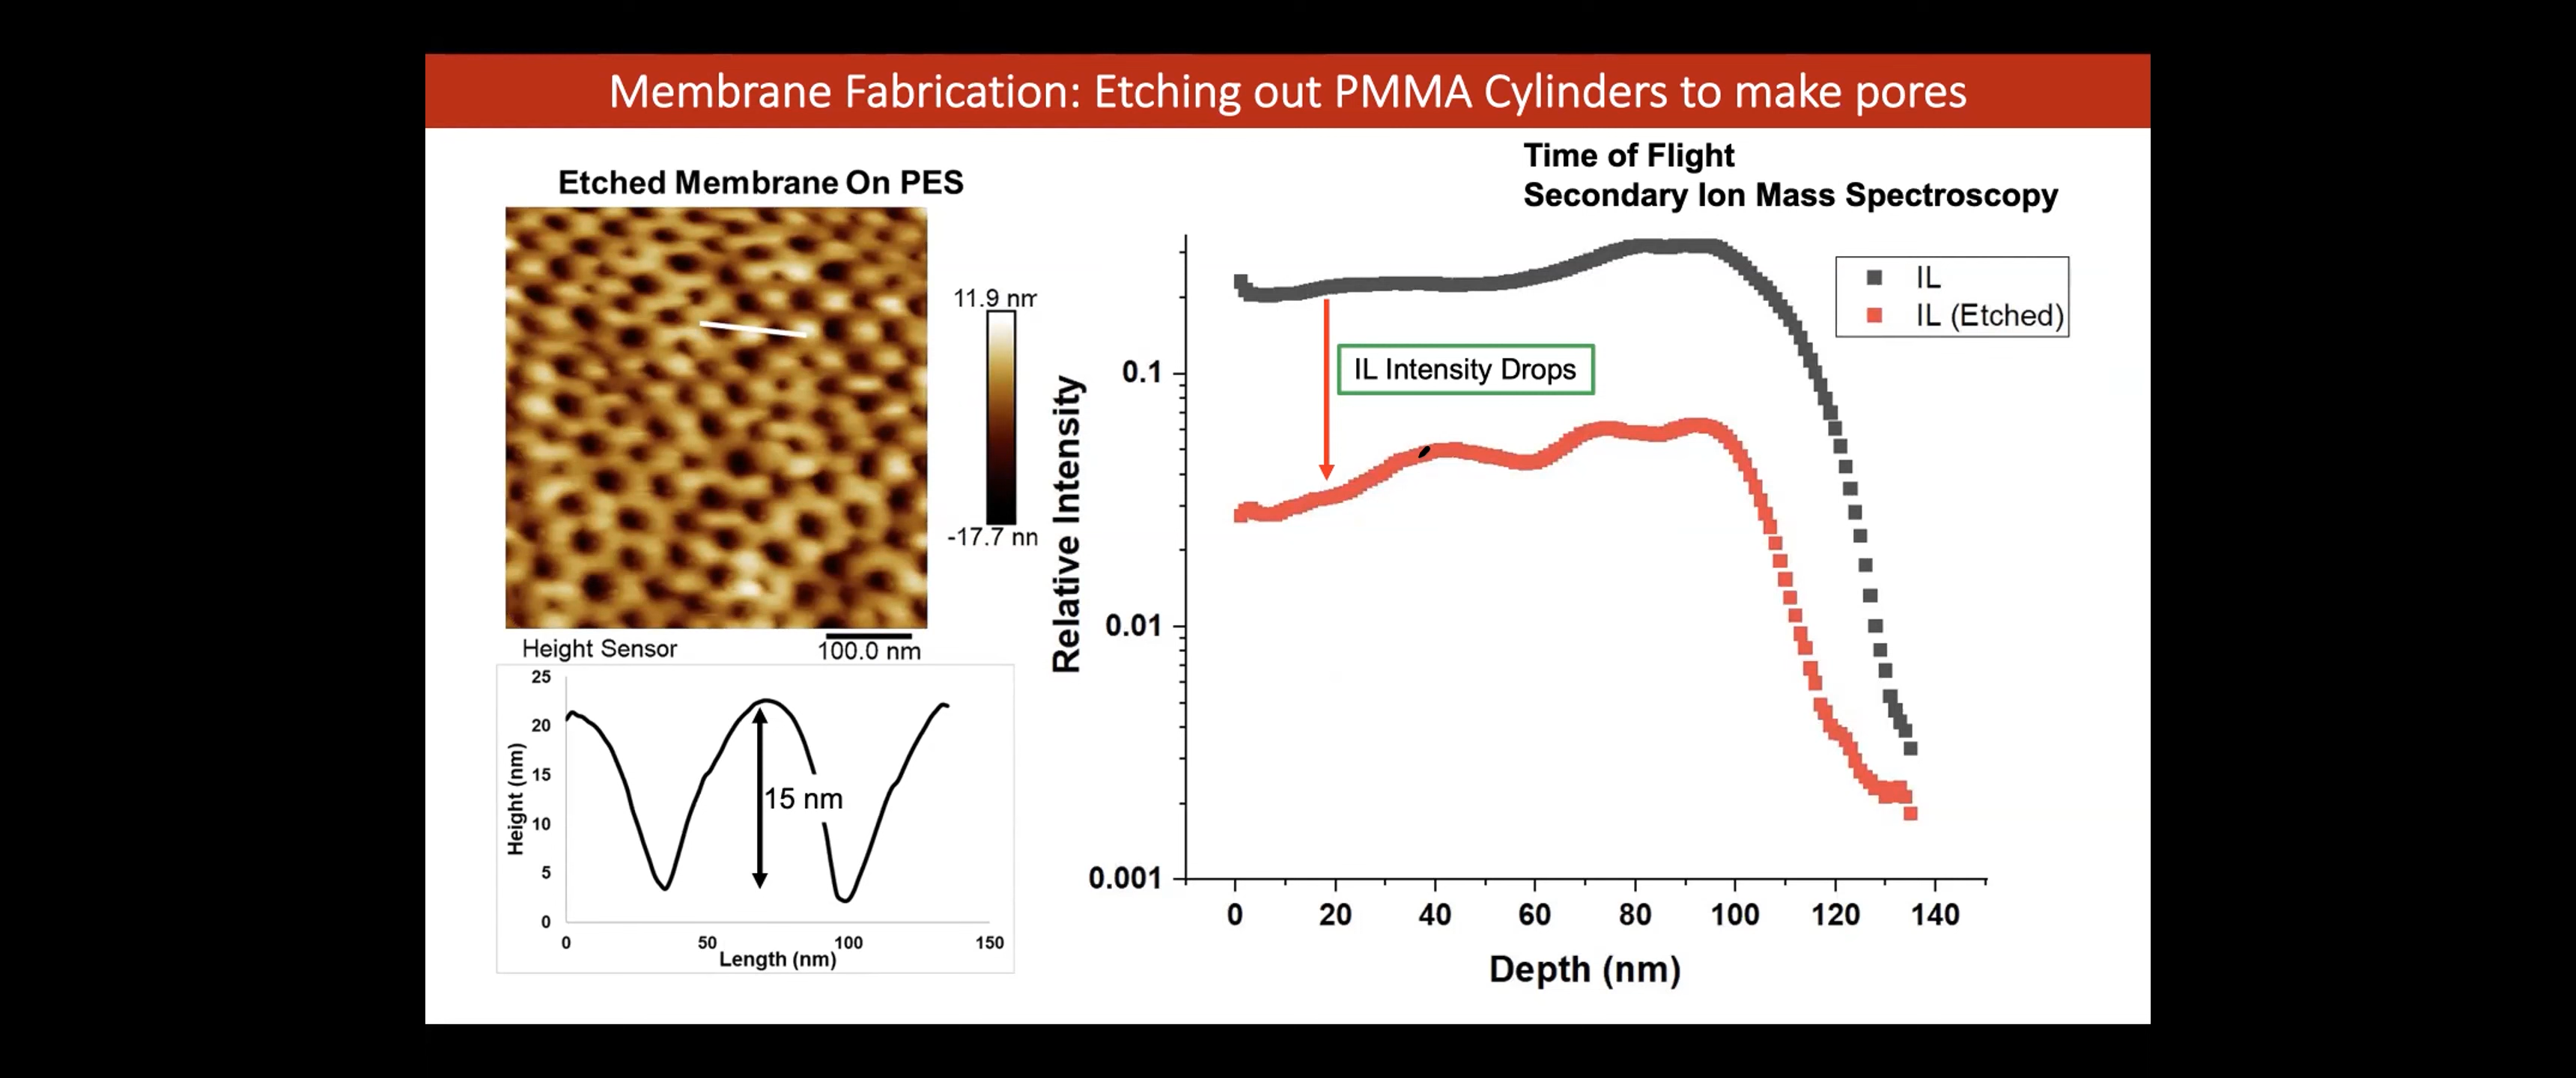 Membrane Fabrication: Etching out PMMA Cylinders to make pores
Etched Membrane On PES
11.9 nm
-17.7 nn
Height Sensor
100.0 nm
25
20
15
10
5
0
Height (nm)
15 nm
0
50
100
150
Length (nm)
Time of Flight
Secondary Ion Mass Spectroscopy
IL
IL (Etched)
IL Intensity Drops
Relative Intensity
0.1
0.01
0.001
0
20
40
60
80
100
120
140
Depth (nm)